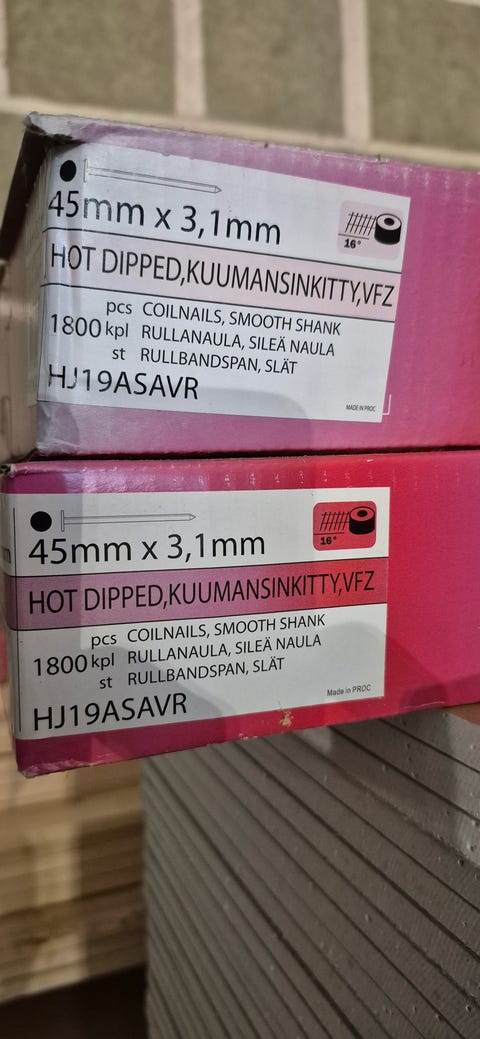 45mm x 3,1mm
16°
HOT DIPPED,KUUMANSINKITTY,VFZ
1800 pcs COILNAILS, SMOOTH SHANK
kpl RULLANAULA, SILEÄ NAULA
st RULLBANDSPAN, SLÄT
HJ19ASAVR
MADE IN PROC
45mm x 3,1mm
16°
HOT DIPPED,KUUMANSINKITTY,VFZ
1800 pcs COILNAILS, SMOOTH SHANK
kpl RULLANAULA, SILEÄ NAULA
st RULLBANDSPAN, SLÄT
Made in PROC
HJ19ASAVR